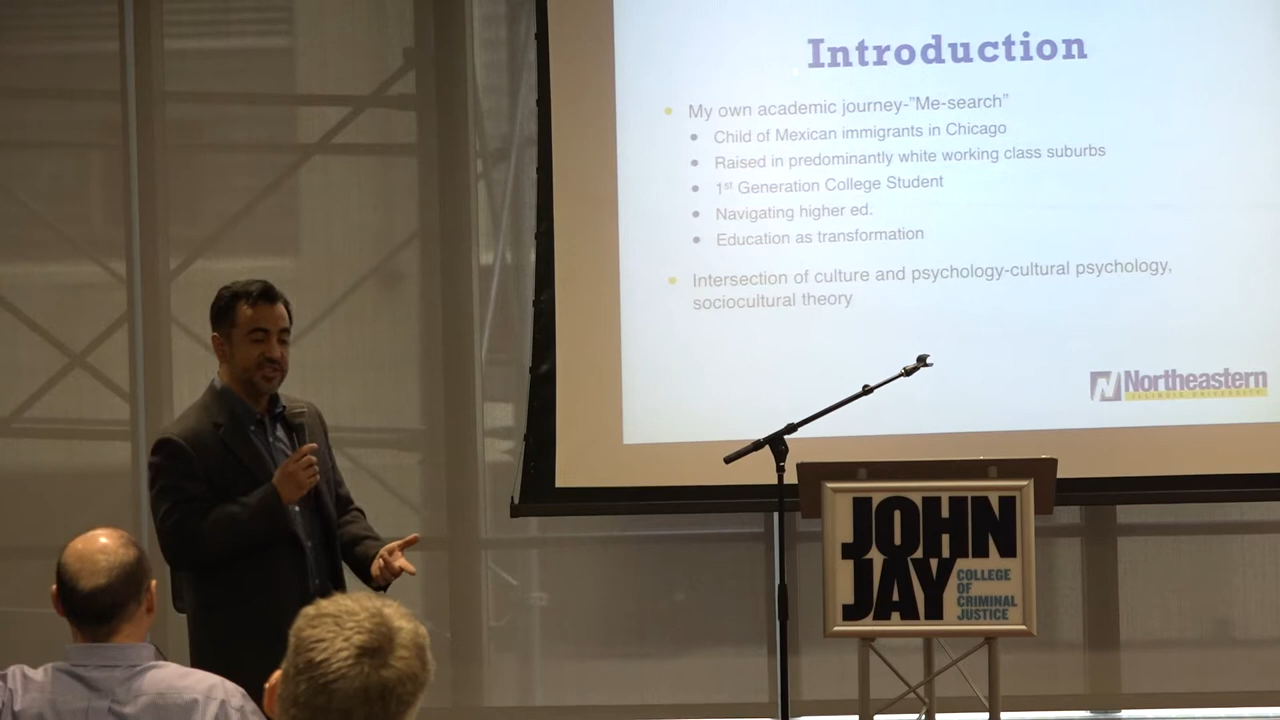 Introduction
My own academic journey-”Me-search”
Child of Mexican immigrants in Chicago
Raised in predominantly white working class suburbs
1st Generation College Student
Navigating higher ed.
Education as transformation
Intersection of culture and psychology-cultural psychology,
sociocultural theory
Northeastern
ILLINOIS UNIVERSITY
JOHN
JAY
COLLEGE
OF
CRIMINAL
JUSTICE